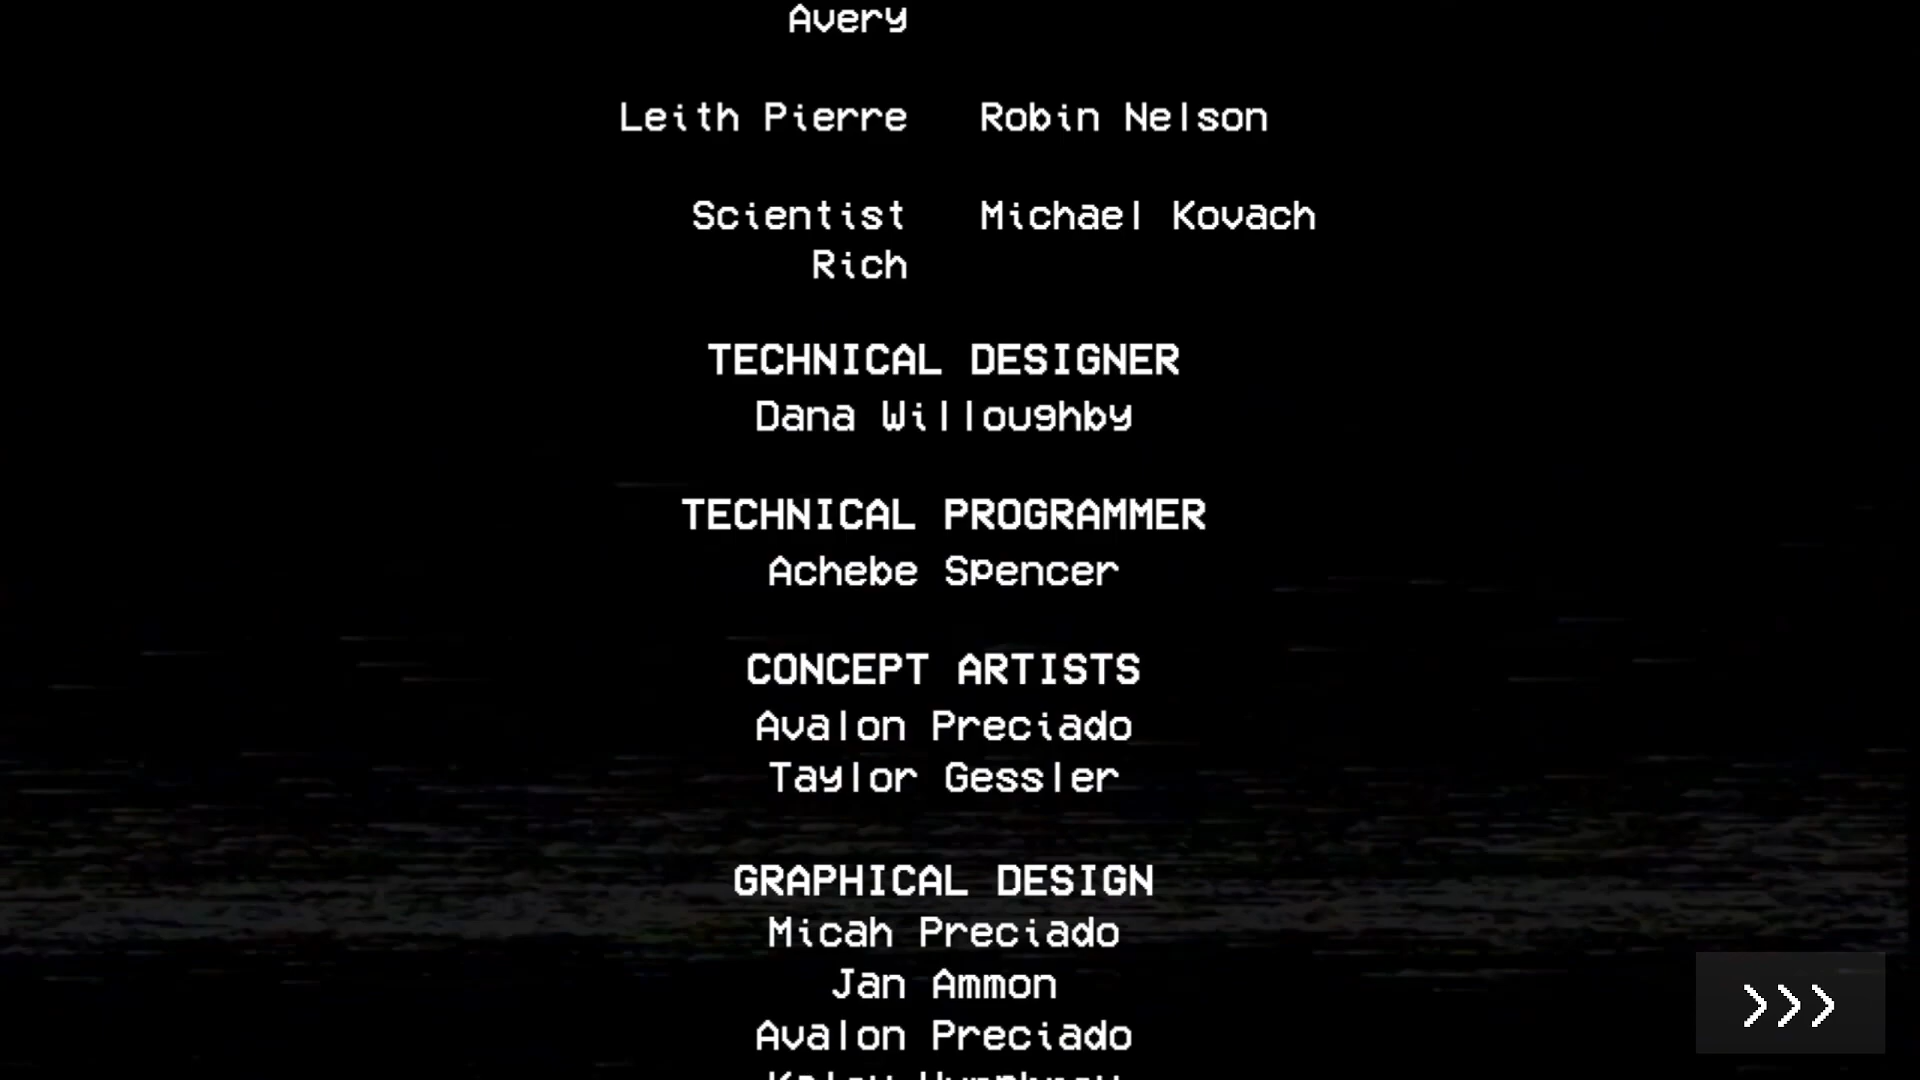 Avery
Leith Pierre Robin Nelson
Scientist Michael Kovach
Rich
TECHNICAL DESIGNER
Dana Willoughby
TECHNICAL PROGRAMMER
Achebe Spencer
CONCEPT ARTISTS
Avalon Preciado
Taylor Gessler
GRAPHICAL DESIGN
Micah Preciado
Jan Ammon
Avalon Preciado
>>>